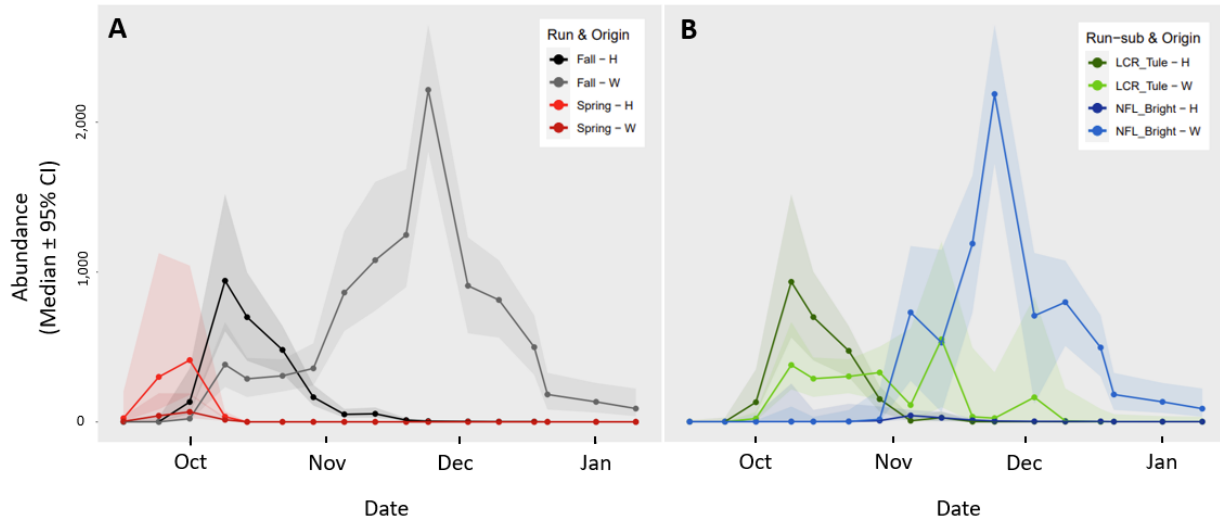 A
Run & Origin
Fall – H
Fall – W
Spring – H
Spring – W
B
Run−sub & Origin
LCR_Tule − H
LCR_Tule − W
NFL_Bright − H
NFL_Bright − W
Abundance
(Median ± 95% CI)
2,000
1,000
0
Oct
Nov
Dec
Jan
Oct
Nov
Dec
Jan
Date
Date